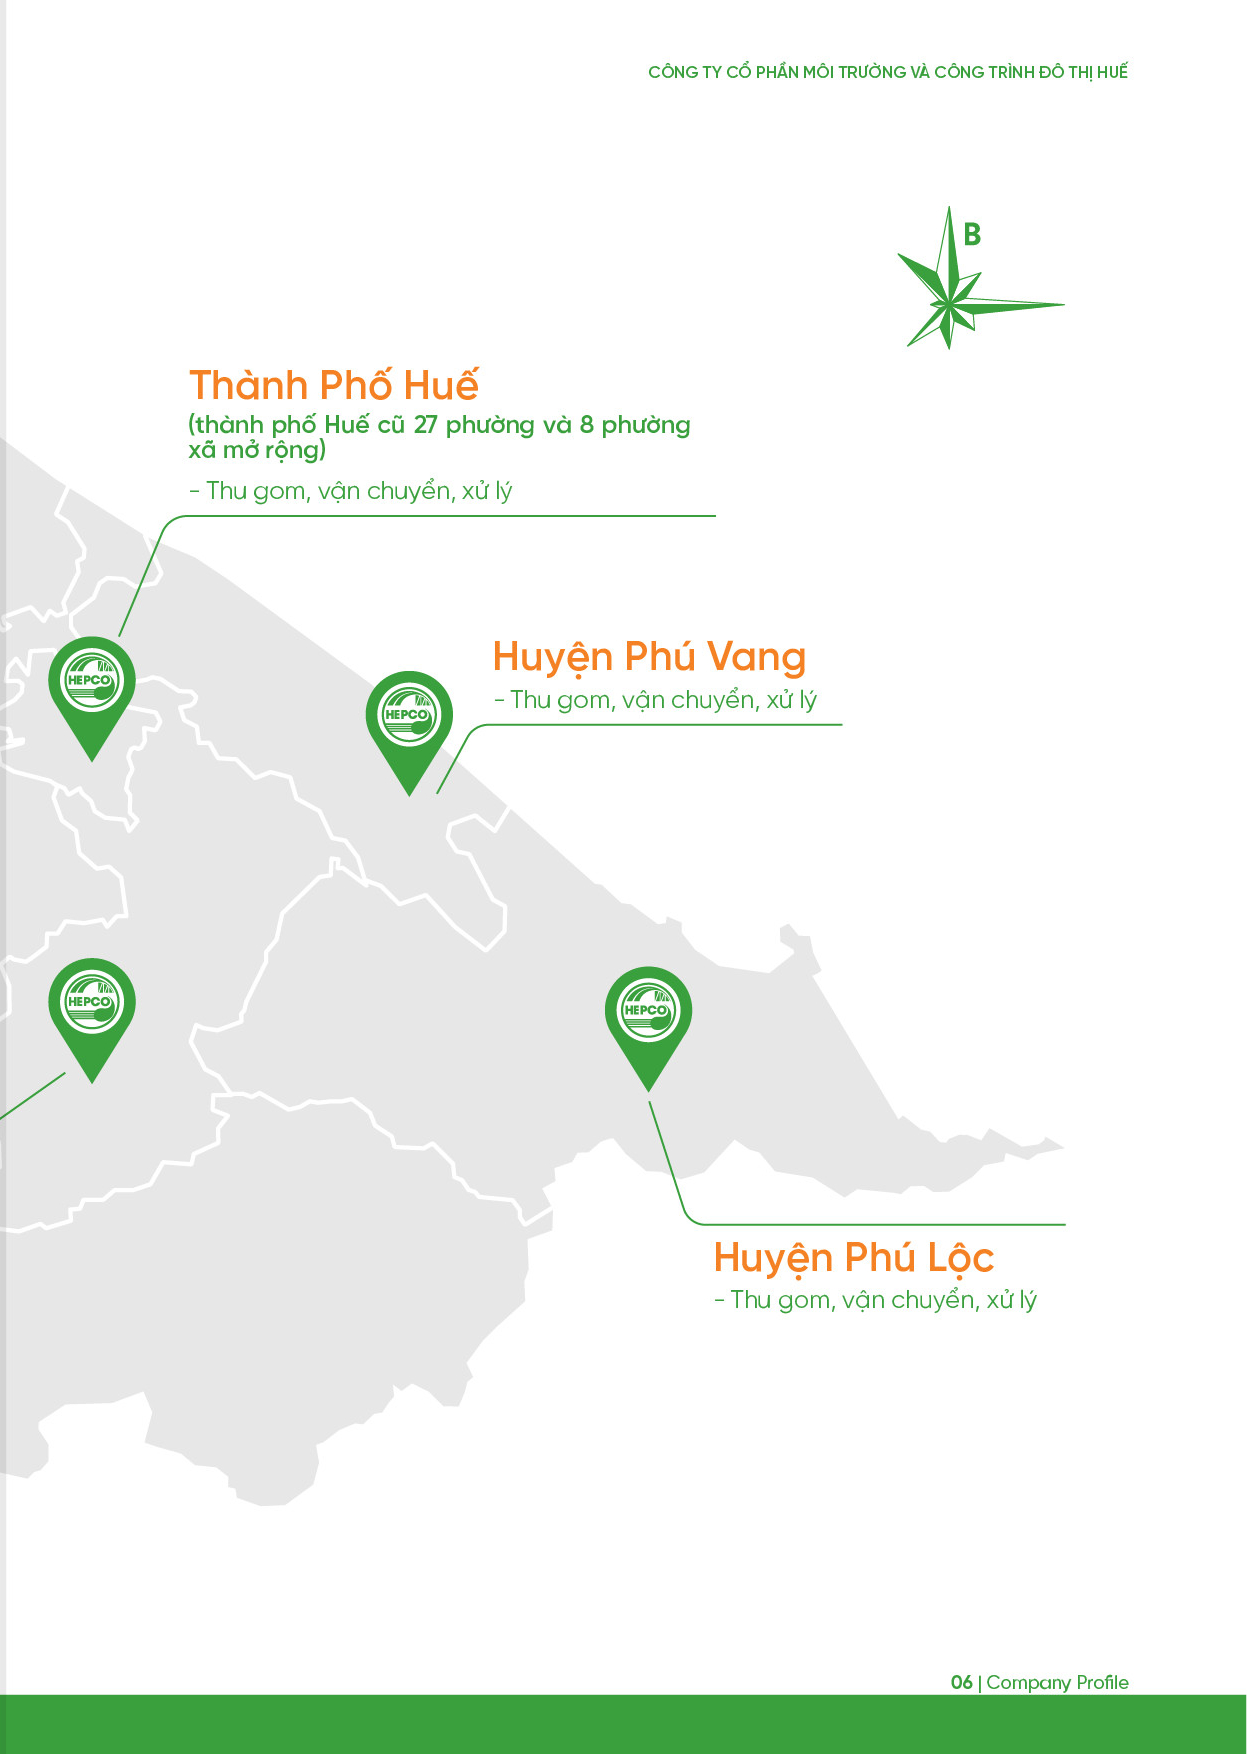 CÔNG TY CỔ PHẦN MÔI TRƯỜNG VÀ CÔNG TRÌNH ĐÔ THỊ HUẾ
B
Thành Phố Huế
(thành phố Huế cũ 27 phường và 8 phường
xã mở rộng)
- Thu gom, vận chuyển, xử lý
Huyện Phú Vang
- Thu gom, vận chuyển, xử lý
HEPCO
HEPCO
HEPCO
HEPCO
Huyện Phú Lộc
- Thu gom, vận chuyển, xử lý
06 | Company Profile